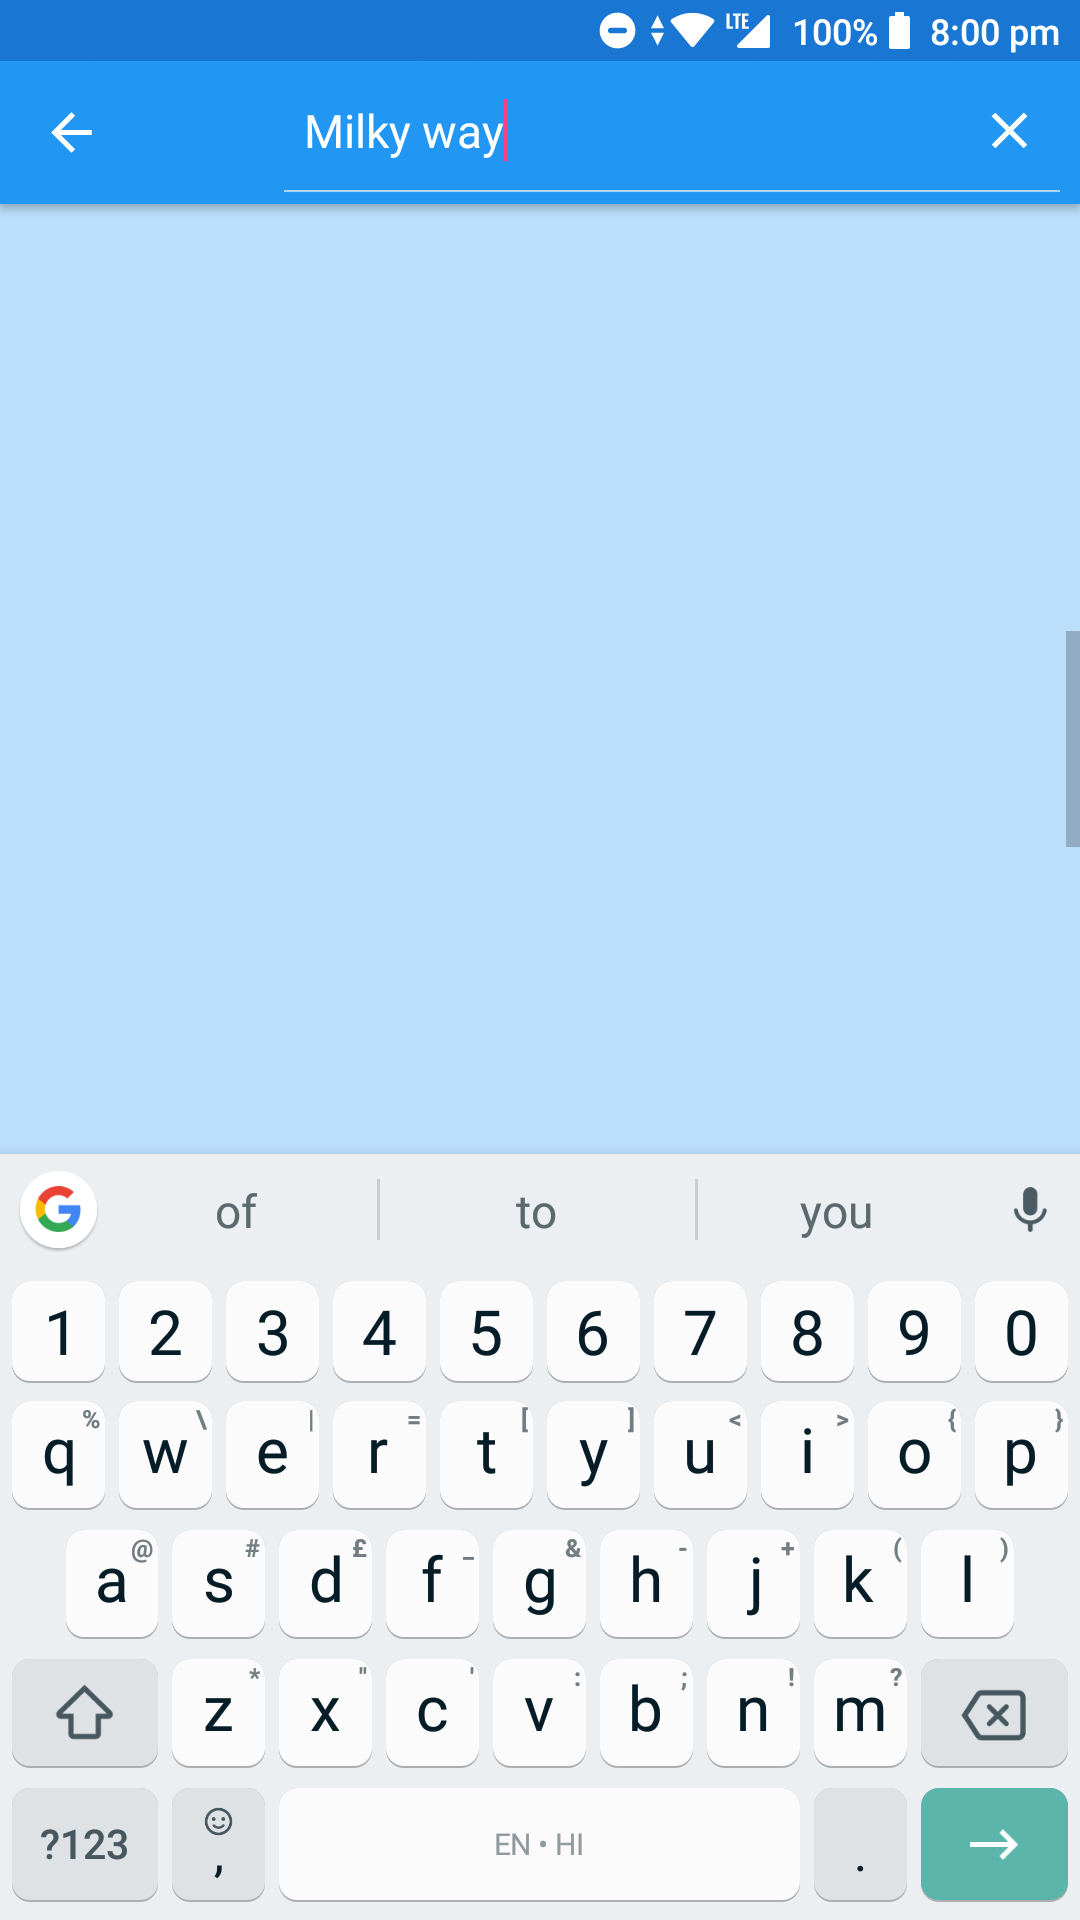 LTE 100% 8:00 pm
Milky way
of to you
1 2 3 4 5 6 7 8 9 0
% \ | = [ ] < > { }
q w e r t y u i o p
@ # £ _ & - + ( )
a s d f g h j k l
* " ' : ; ! ?
z x c v b n m
?123 , EN • HI .